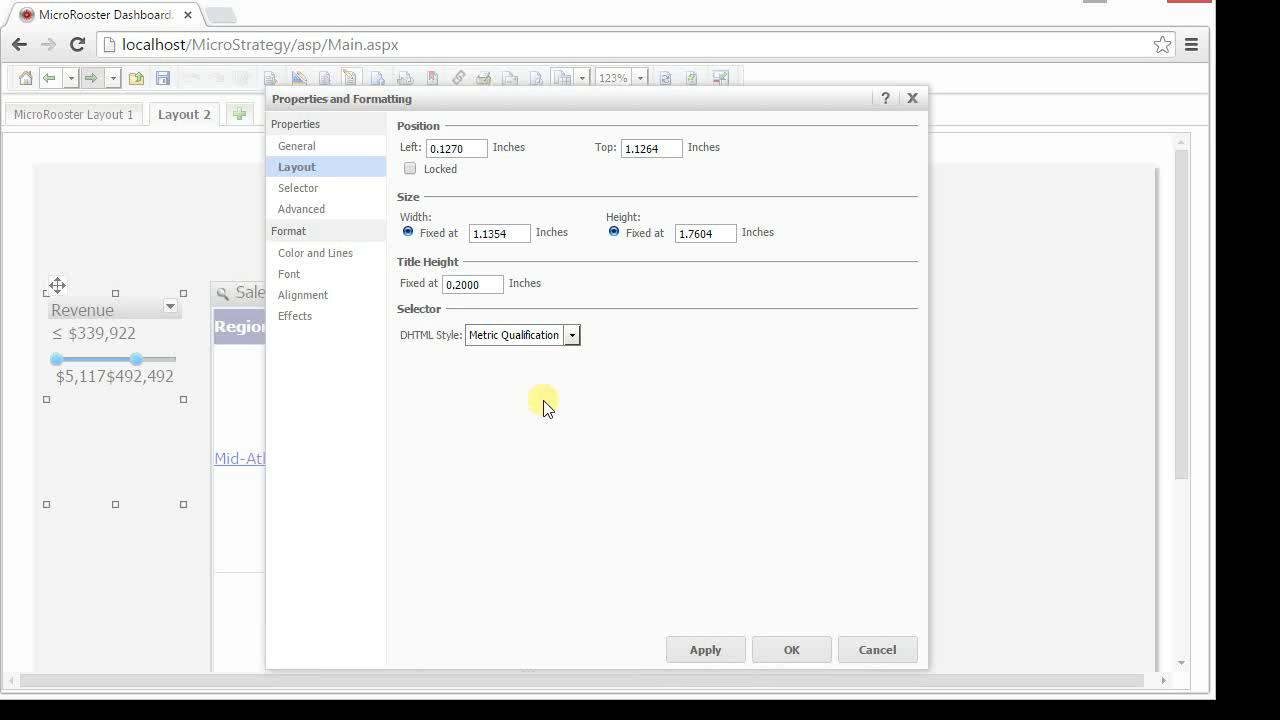 MicroRooster Dashboard.
localhost/MicroStrategy/asp/Main.aspx
123%
MicroRooster Layout 1
Layout 2
Properties and Formatting
?
X
Properties
General
Layout
Selector
Advanced
Format
Color and Lines
Font
Alignment
Effects
Position
Left: 0.1270 Inches
Top: 1.1264 Inches
Locked
Size
Width:
Fixed at 1.1354 Inches
Height:
Fixed at 1.7604 Inches
Title Height
Fixed at 0.2000 Inches
Selector
DHTML Style: Metric Qualification
Revenue
≤ $339,922
$5,117$492,492
Sale
Region
Mid-Atl
Apply
OK
Cancel